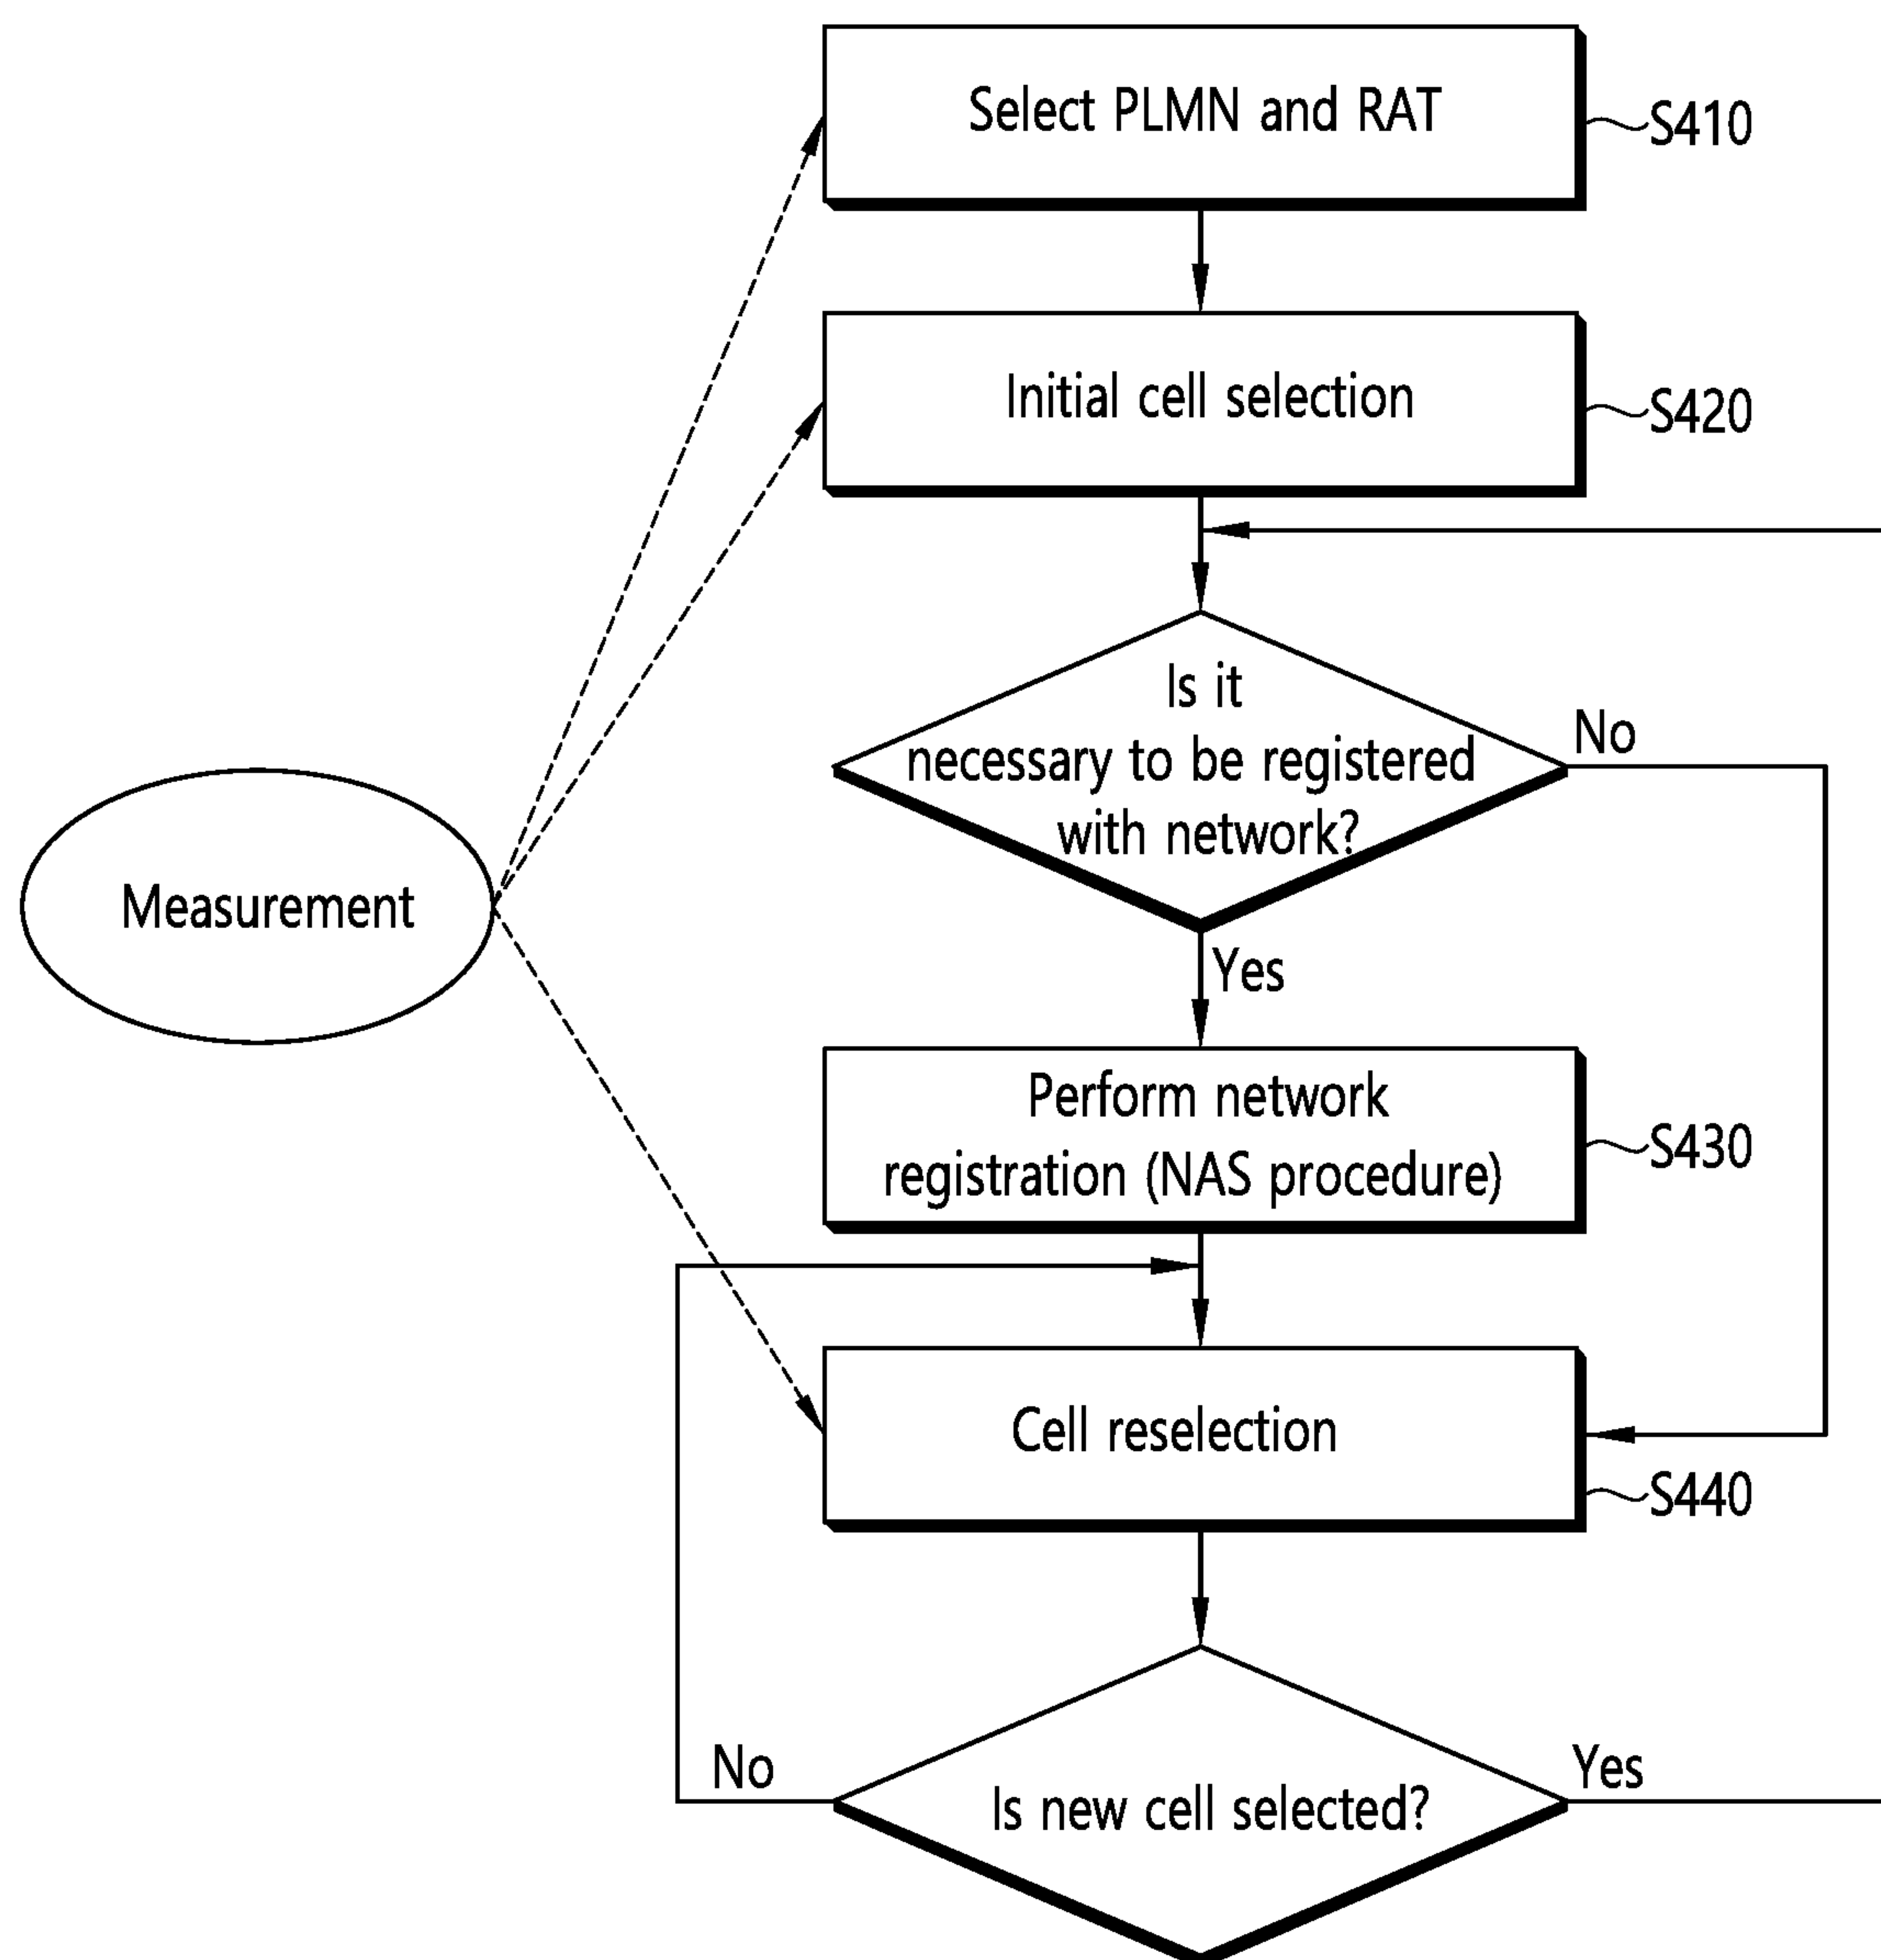 Select PLMN and RAT
S410
Initial cell selection
S420
Is it
necessary to be registered
with network?
No
Measurement
Yes
Perform network
registration (NAS procedure)
S430
Cell reselection
S440
No
Is new cell selected?
Yes